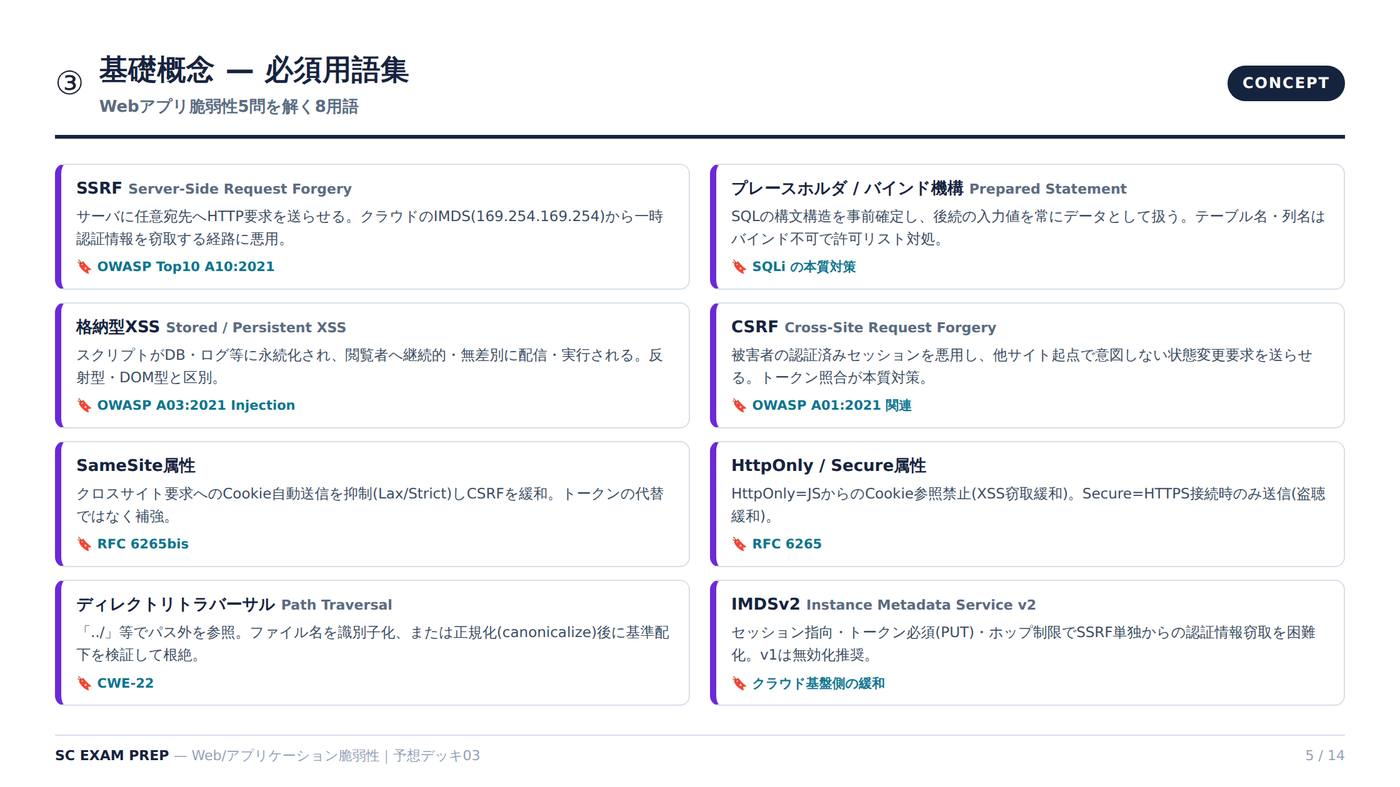 ③
基礎概念 — 必須用語集
Webアプリ脆弱性5問を解く8用語
CONCEPT
SSRF Server-Side Request Forgery
サーバに任意宛先へHTTP要求を送らせる。クラウドのIMDS(169.254.169.254)から一時
認証情報を窃取する経路に悪用。
🔖 OWASP Top10 A10:2021
プレースホルダ / バインド機構 Prepared Statement
SQLの構文構造を事前確定し、後続の入力値を常にデータとして扱う。テーブル名・列名は
バインド不可で許可リスト対処。
🔖 SQLi の本質対策
格納型XSS Stored / Persistent XSS
スクリプトがDB・ログ等に永続化され、閲覧者へ継続的・無差別に配信・実行される。反
射型・DOM型と区別。
🔖 OWASP A03:2021 Injection
CSRF Cross-Site Request Forgery
被害者の認証済みセッションを悪用し、他サイト起点で意図しない状態変更要求を送らせ
る。トークン照合が本質対策。
🔖 OWASP A01:2021 関連
SameSite属性
クロスサイト要求へのCookie自動送信を抑制(Lax/Strict)しCSRFを緩和。トークンの代替
ではなく補強。
🔖 RFC 6265bis
HttpOnly / Secure属性
HttpOnly=JSからのCookie参照禁止(XSS窃取緩和)。Secure=HTTPS接続時のみ送信(盗聴
緩和)。
🔖 RFC 6265
ディレクトリトラバーサル Path Traversal
「../」等でパス外を参照。ファイル名を識別子化、または正規化(canonicalize)後に基準配
下を検証して根絶。
🔖 CWE-22
IMDSv2 Instance Metadata Service v2
セッション指向・トークン必須(PUT)・ホップ制限でSSRF単独からの認証情報窃取を困難
化。v1は無効化推奨。
🔖 クラウド基盤側の緩和
SC EXAM PREP — Web/アプリケーション脆弱性｜予想デッキ03
5 / 14